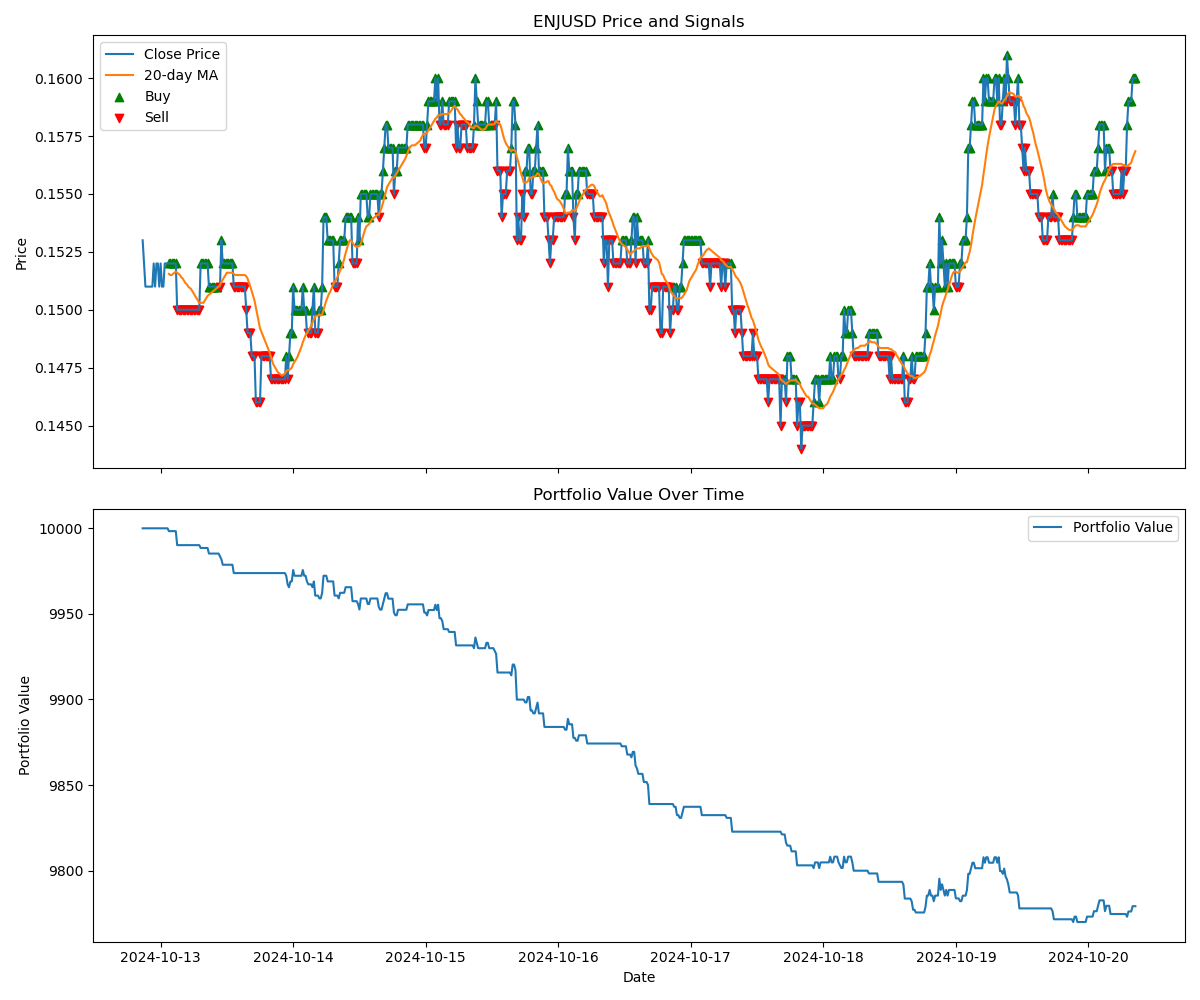 ENJUSD Price and Signals
Close Price
20-day MA
Buy
Sell
0.1600
0.1575
0.1550
0.1525
0.1500
0.1475
0.1450
Price
Portfolio Value Over Time
Portfolio Value
10000
9950
9900
9850
9800
Portfolio Value
2024-10-13
2024-10-14
2024-10-15
2024-10-16
2024-10-17
2024-10-18
2024-10-19
2024-10-20
Date